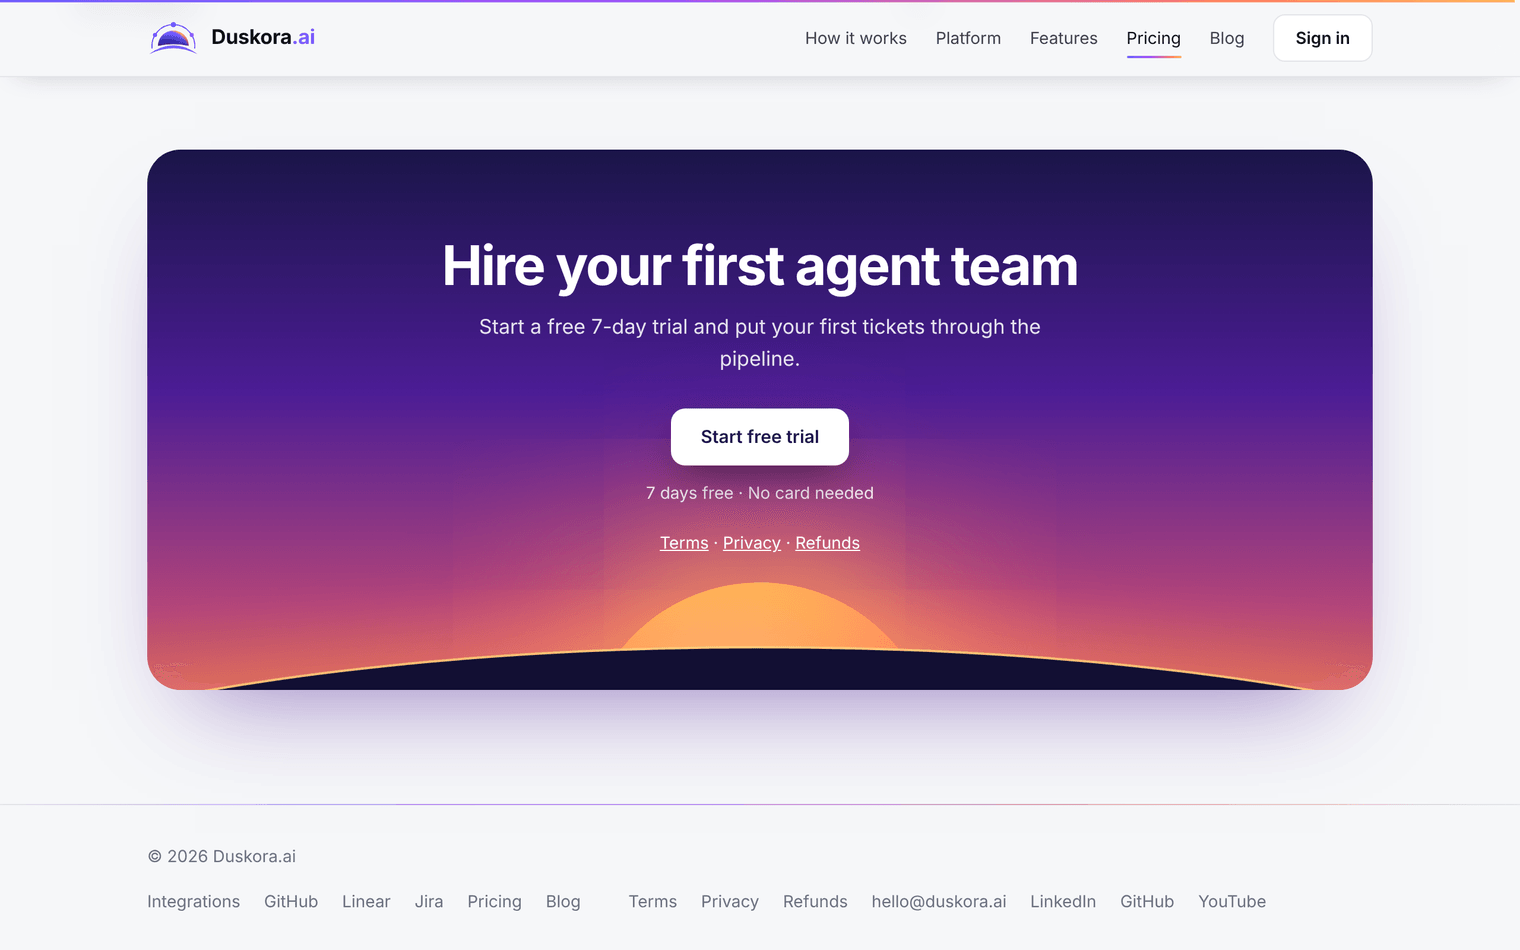 Duskora.ai
How it works Platform Features Pricing Blog Sign in
Hire your first agent team
Start a free 7-day trial and put your first tickets through the
pipeline.
Start free trial
7 days free · No card needed
Terms · Privacy · Refunds
© 2026 Duskora.ai
Integrations GitHub Linear Jira Pricing Blog Terms Privacy Refunds hello@duskora.ai LinkedIn GitHub YouTube